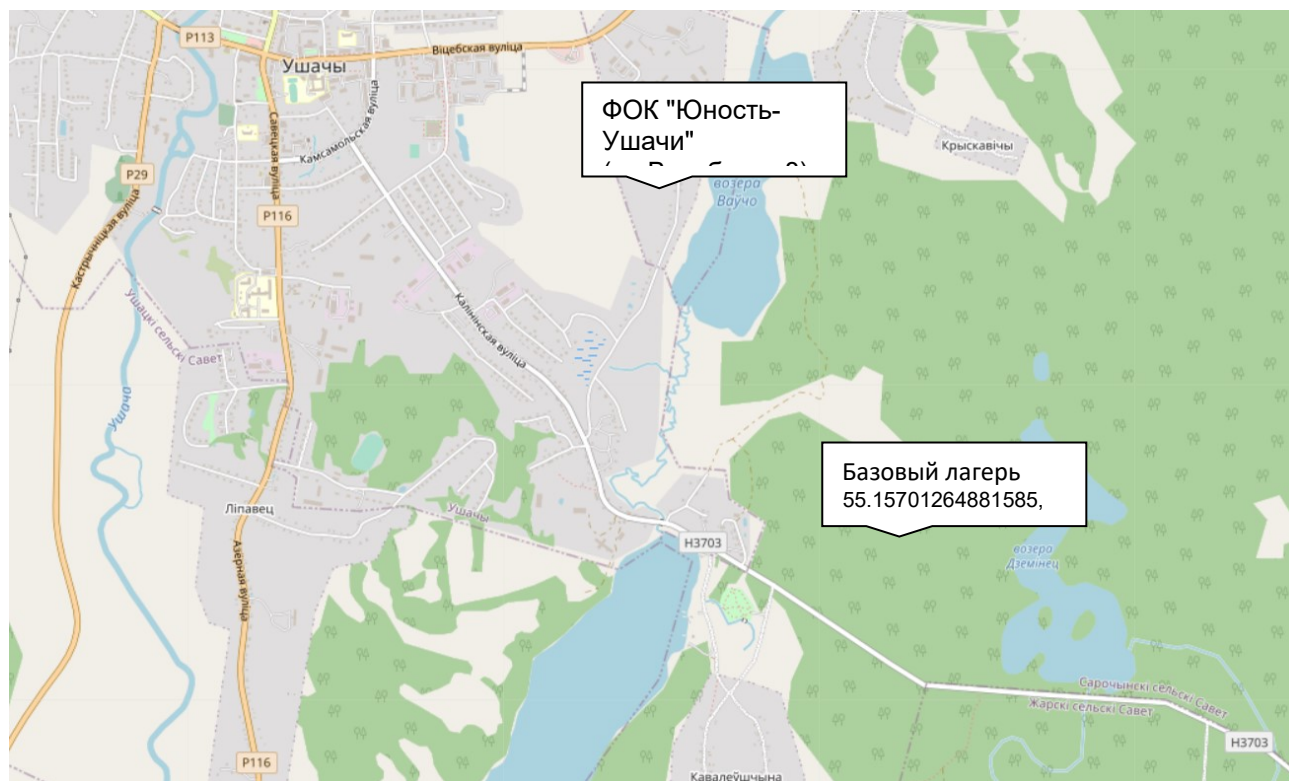 Р113
Віцебская вуліца
Ушачы
ФОК "Юность-
Ушачи"
Камсамольская вуліца
Савецкая вуліца
Крыскавічы
Р29
возера
Ваўчо
Р116
Кастрычніцкая вуліца
Ушацкі сельскі Савет
Калінінская вуліца
Ушачо
Базовый лагерь
55.15701264881585,
Ліпавец
Ушачы
Н3703
возера
Дземінец
Азёрная вуліца
Сарочынскі сельскі Савет
Жарскі сельскі Савет
Н3703
Р116
Кавалеўшчына